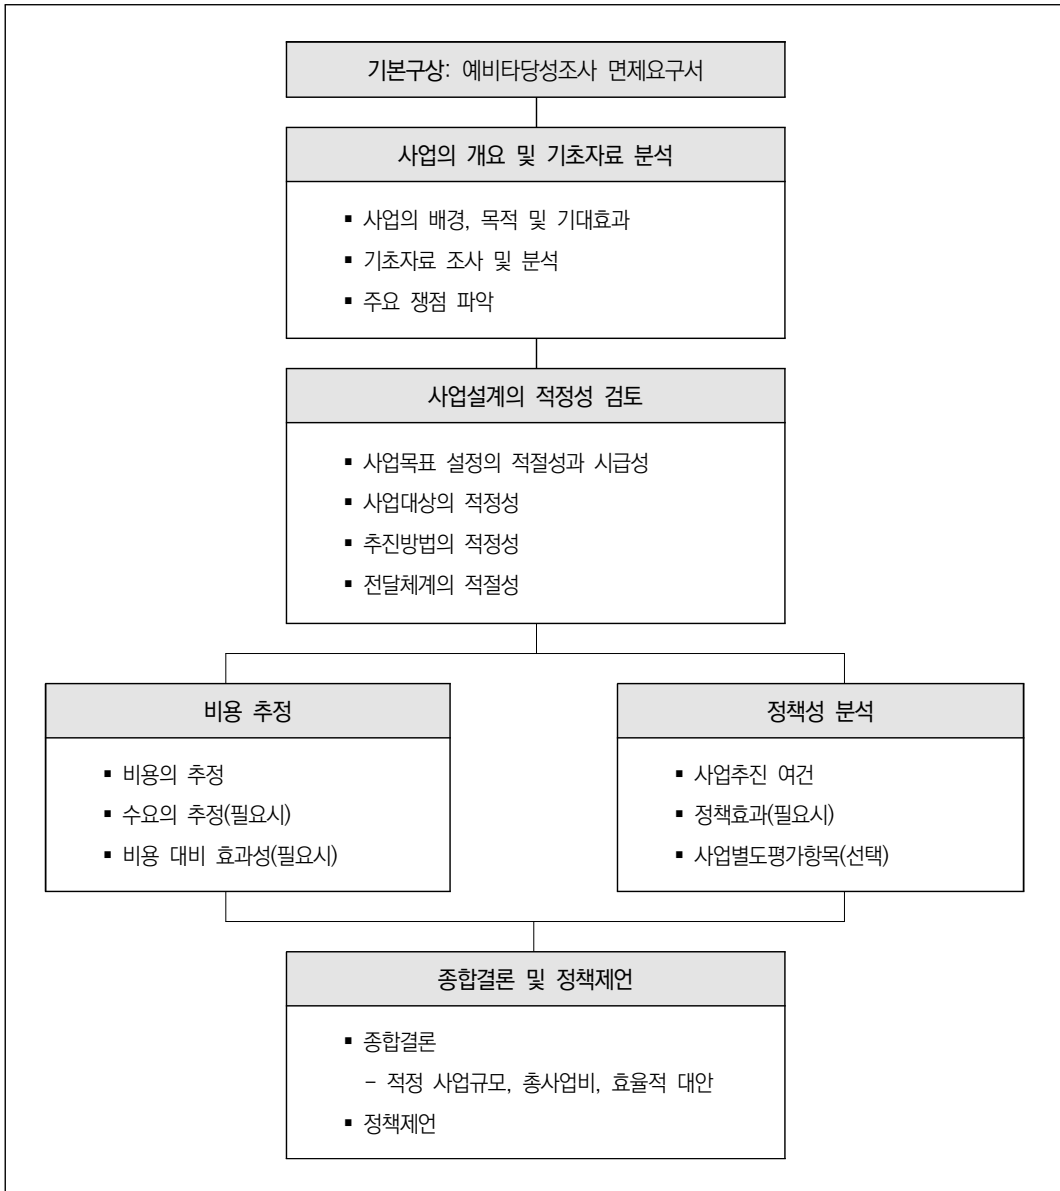 기본구상: 예비타당성조사 면제요구서
사업의 개요 및 기초자료 분석
▪ 사업의 배경, 목적 및 기대효과
▪ 기초자료 조사 및 분석
▪ 주요 쟁점 파악
사업설계의 적정성 검토
▪ 사업목표 설정의 적절성과 시급성
▪ 사업대상의 적정성
▪ 추진방법의 적정성
▪ 전달체계의 적절성
비용 추정
▪ 비용의 추정
▪ 수요의 추정(필요시)
▪ 비용 대비 효과성(필요시)
정책성 분석
▪ 사업추진 여건
▪ 정책효과(필요시)
▪ 사업별도평가항목(선택)
종합결론 및 정책제언
▪ 종합결론
- 적정 사업규모, 총사업비, 효율적 대안
▪ 정책제언